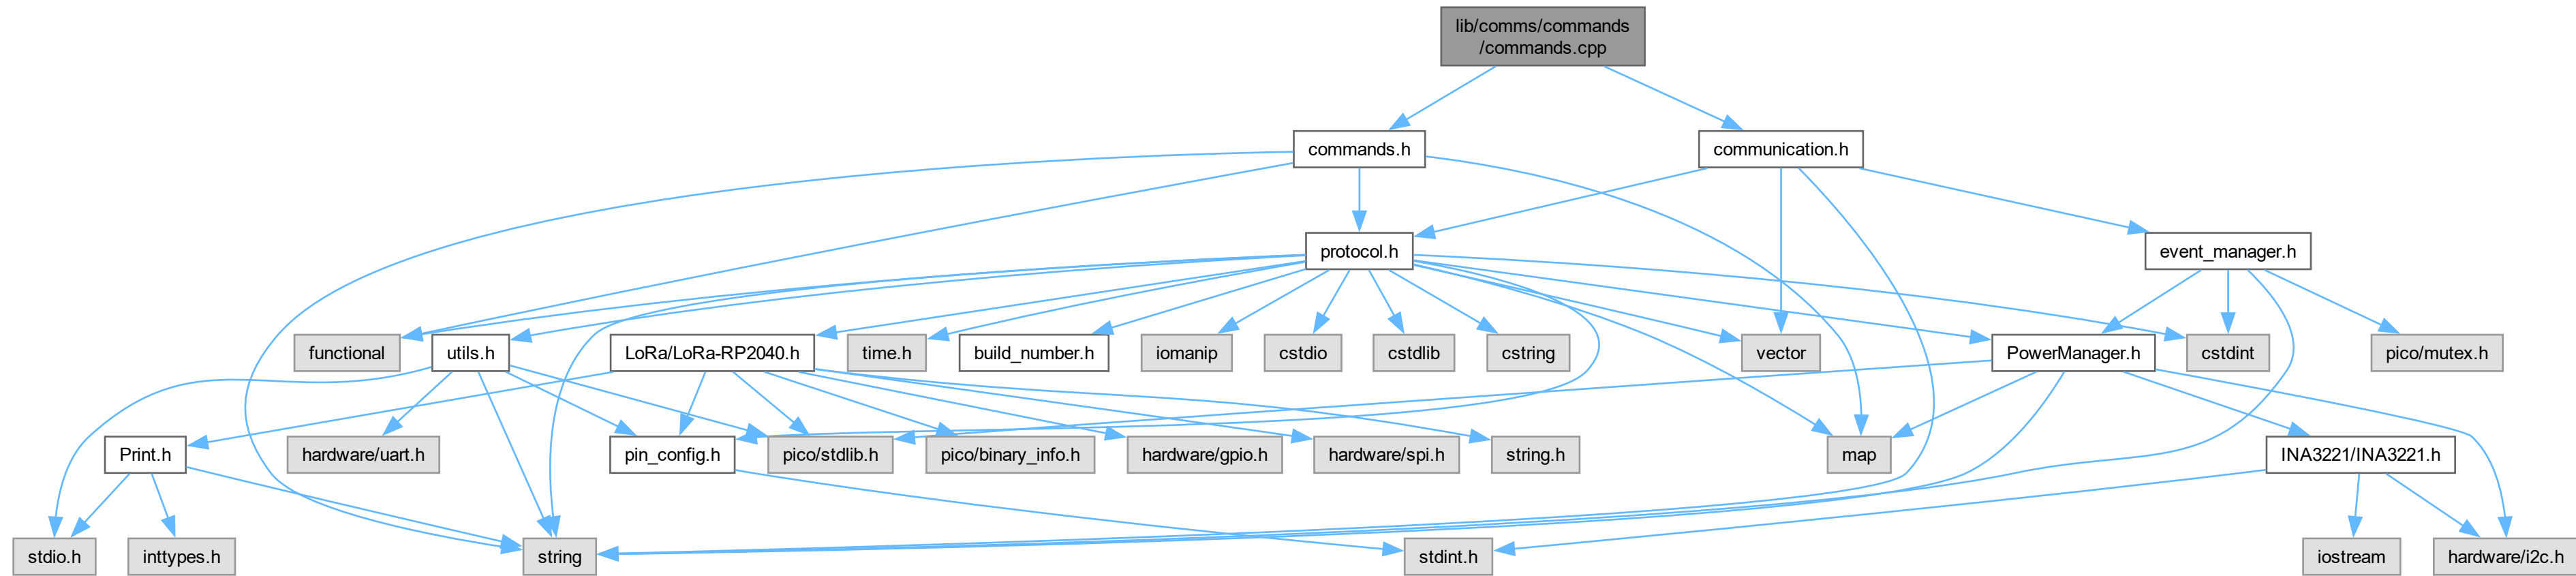 lib/comms/commands
/commands.cpp
commands.h
communication.h
protocol.h
event_manager.h
functional
utils.h
LoRa/LoRa-RP2040.h
time.h
build_number.h
iomanip
cstdio
cstdlib
cstring
vector
PowerManager.h
cstdint
pico/mutex.h
Print.h
hardware/uart.h
pin_config.h
pico/stdlib.h
pico/binary_info.h
hardware/gpio.h
hardware/spi.h
string.h
map
INA3221/INA3221.h
stdio.h
inttypes.h
string
stdint.h
iostream
hardware/i2c.h